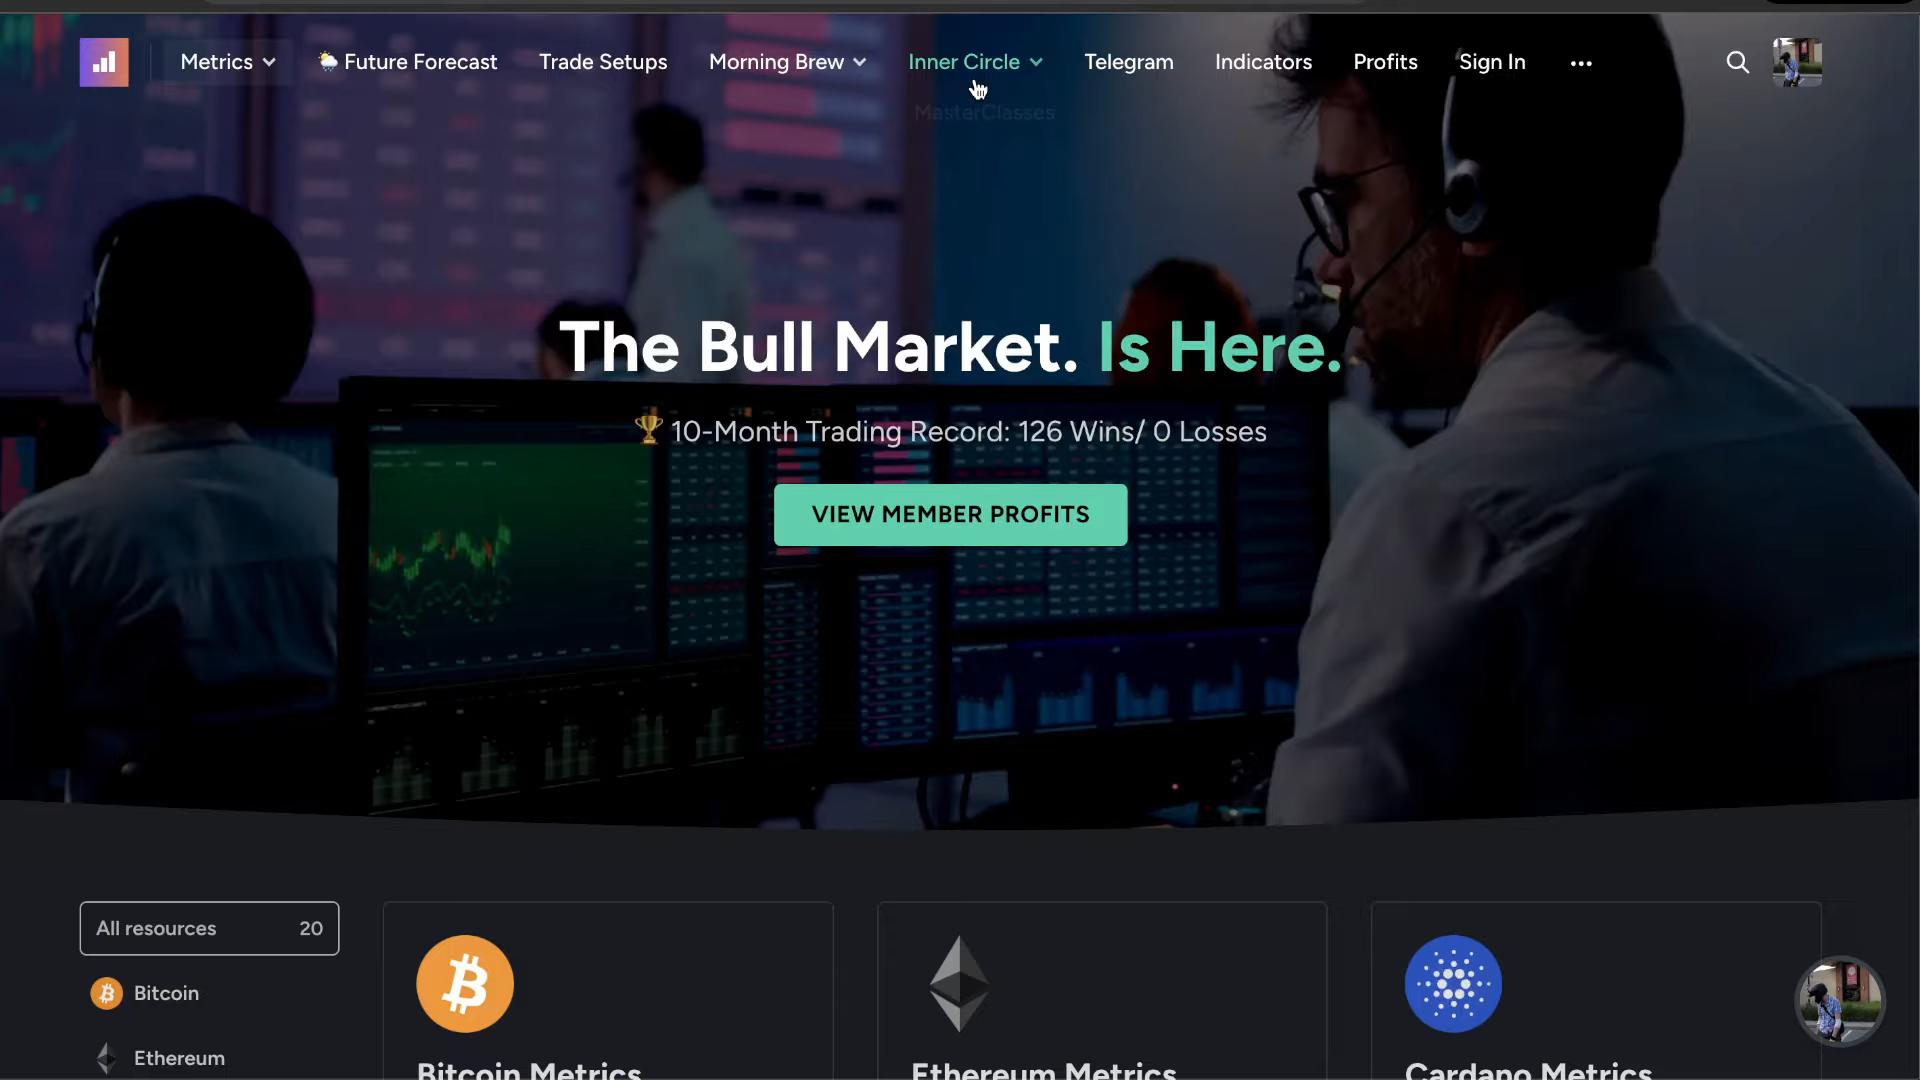 Metrics
🌦 Future Forecast
Trade Setups
Morning Brew
Inner Circle
Telegram
Indicators
Profits
Sign In
MasterClasses
The Bull Market. Is Here.
🏆 10-Month Trading Record: 126 Wins/ 0 Losses
VIEW MEMBER PROFITS
All resources 20
Bitcoin
Ethereum
Bitcoin Metrics
Ethereum Metrics
Cardano Metrics